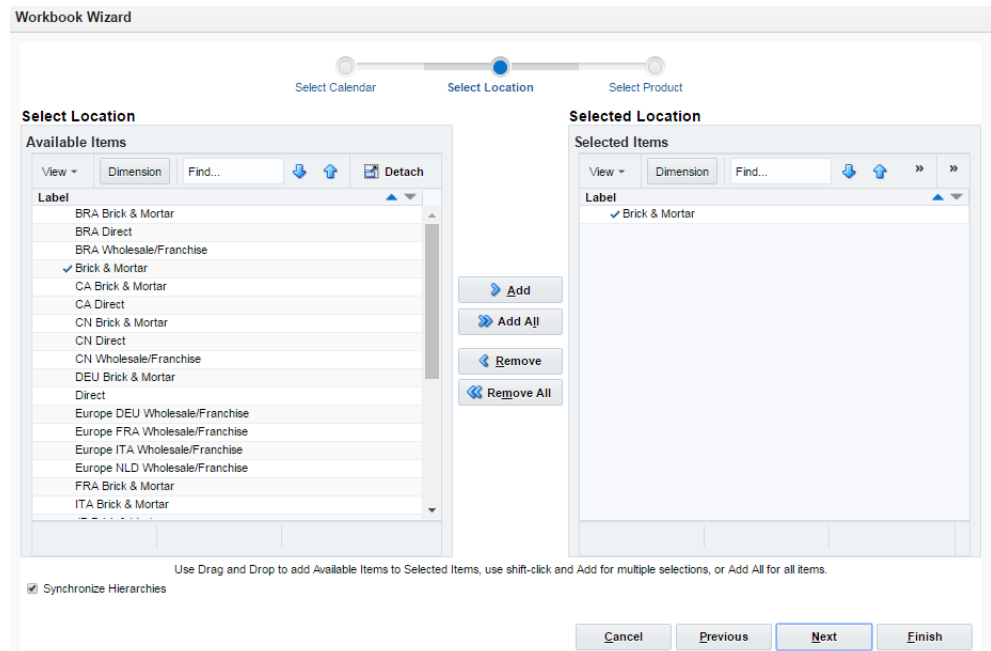 Workbook Wizard
Select Calendar
Select Location
Select Product
Select Location
Available Items
View
Dimension
Find...
Detach
Label
BRA Brick & Mortar
BRA Direct
BRA Wholesale/Franchise
Brick & Mortar
CA Brick & Mortar
CA Direct
CN Brick & Mortar
CN Direct
CN Wholesale/Franchise
DEU Brick & Mortar
Direct
Europe DEU Wholesale/Franchise
Europe FRA Wholesale/Franchise
Europe ITA Wholesale/Franchise
Europe NLD Wholesale/Franchise
FRA Brick & Mortar
ITA Brick & Mortar
Add
Add All
Remove
Remove All
Selected Location
Selected Items
View
Dimension
Find...
»
»
Label
Brick & Mortar
Use Drag and Drop to add Available Items to Selected Items, use shift-click and Add for multiple selections, or Add All for all items.
Synchronize Hierarchies
Cancel
Previous
Next
Finish